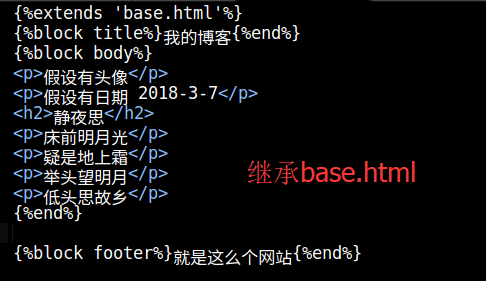 {%extends 'base.html'%}
{%block title%}我的博客{%end%}
{%block body%}
<p>假设有头像</p>
<p>假设有日期 2018-3-7</p>
<h2>静夜思</h2>
<p>床前明月光</p>
<p>疑是地上霜</p>
<p>举头望明月</p>
<p>低头思故乡</p>
{%end%}
继承base.html
{%block footer%}就是这么个网站{%end%}